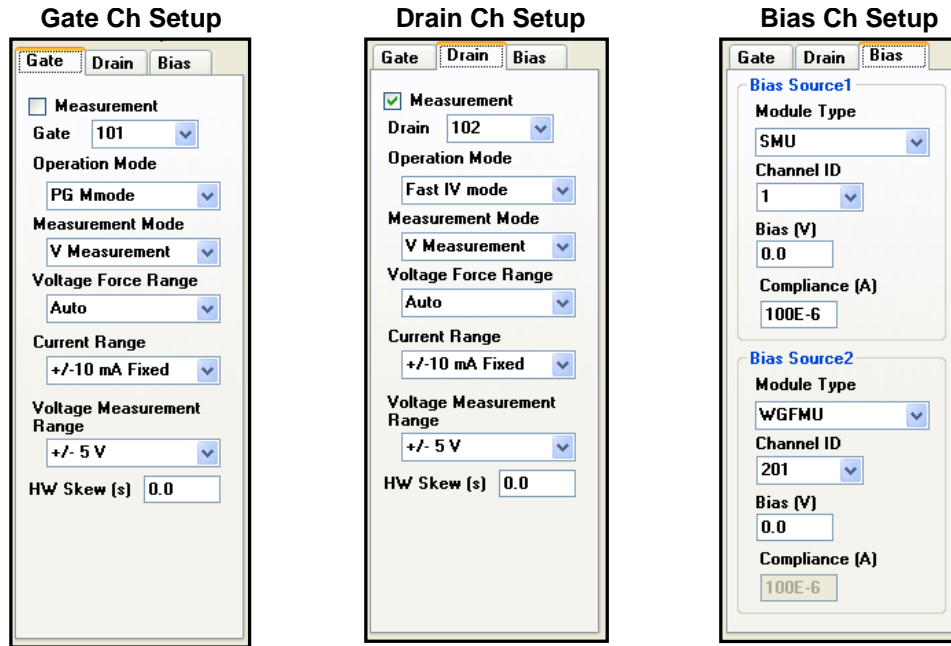 Gate Ch Setup
Gate Drain Bias
Measurement
Gate 101
Operation Mode
PG Mmode
Measurement Mode
V Measurement
Voltage Force Range
Auto
Current Range
+/-10 mA Fixed
Voltage Measurement
Range
+/- 5 V
HW Skew (s) 0.0
Drain Ch Setup
Gate Drain Bias
Measurement
Drain 102
Operation Mode
Fast IV mode
Measurement Mode
V Measurement
Voltage Force Range
Auto
Current Range
+/-10 mA Fixed
Voltage Measurement
Range
+/- 5 V
HW Skew (s) 0.0
Bias Ch Setup
Gate Drain Bias
Bias Source1
Module Type
SMU
Channel ID
1
Bias (V)
0.0
Compliance (A)
100E-6
Bias Source2
Module Type
WGFMU
Channel ID
201
Bias (V)
0.0
Compliance (A)
100E-6